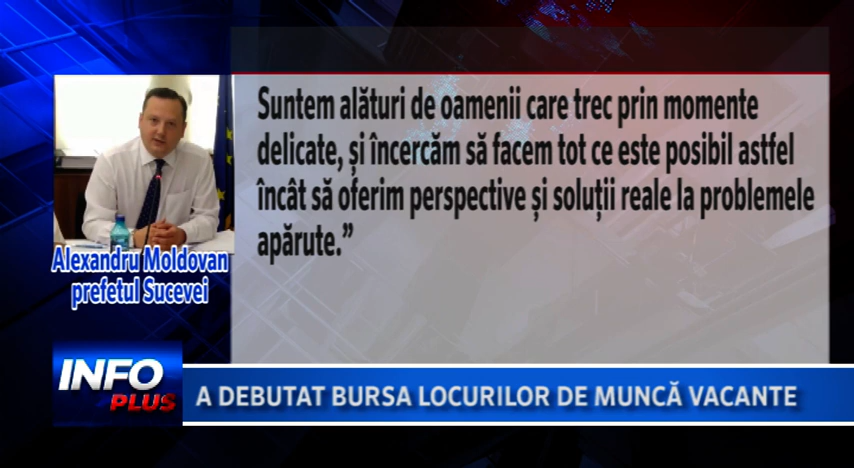 Suntem alături de oamenii care trec prin momente
delicate, și încercăm să facem tot ce este posibil astfel
încât să oferim perspective și soluții reale la problemele
apărute.”
Alexandru Moldovan
prefetul Sucevei
INFO
PLUS
A DEBUTAT BURSA LOCURILOR DE MUNCĂ VACANTE